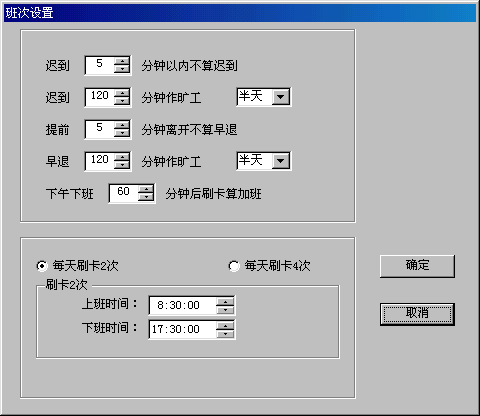 班次设置
迟到 5 分钟以内不算迟到
迟到 120 分钟作旷工 半天
提前 5 分钟离开不算早退
早退 120 分钟作旷工 半天
下午下班 60 分钟后刷卡算加班
每天刷卡2次 每天刷卡4次
刷卡2次
上班时间： 8:30:00
下班时间： 17:30:00
确定
取消